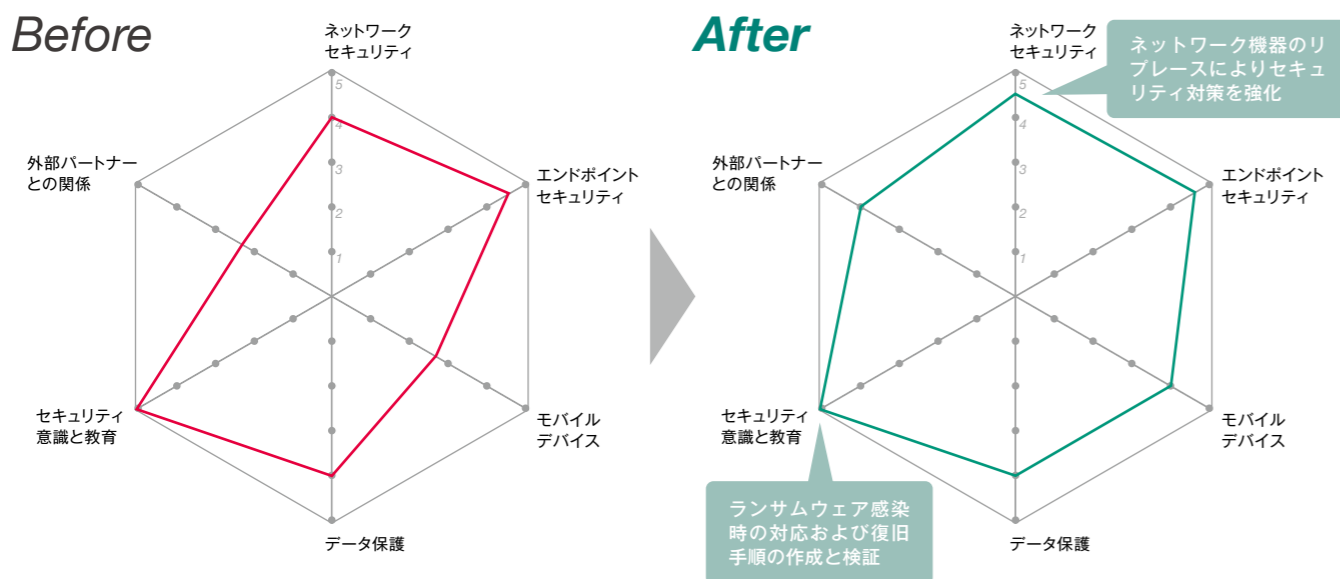 Before
ネットワーク
セキュリティ
5
4
3
2
1
外部パートナー
との関係
エンドポイント
セキュリティ
セキュリティ
意識と教育
モバイル
デバイス
データ保護
After
ネットワーク
セキュリティ
ネットワーク機器のリ
プレースによりセキュ
リティ対策を強化
5
4
3
2
1
外部パートナー
との関係
エンドポイント
セキュリティ
セキュリティ
意識と教育
モバイル
デバイス
ランサムウェア感染
時の対応および復旧
手順の作成と検証
データ保護